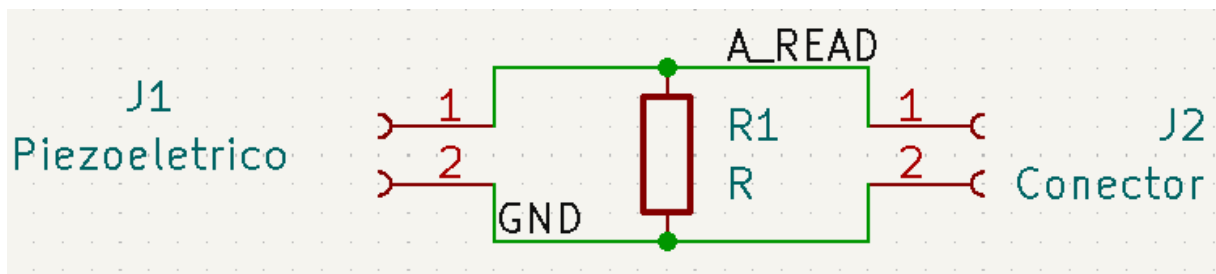 A_READ
J1
Piezoeletrico
1
2
GND
R1
R
1
2
J2
Conector